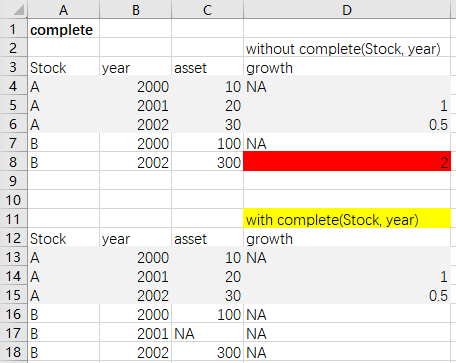 A B C D
1 complete
2 without complete(Stock, year)
3 Stock year asset growth
4 A 2000 10 NA
5 A 2001 20 1
6 A 2002 30 0.5
7 B 2000 100 NA
8 B 2002 300 2
9
10
11 with complete(Stock, year)
12 Stock year asset growth
13 A 2000 10 NA
14 A 2001 20 1
15 A 2002 30 0.5
16 B 2000 100 NA
17 B 2001 NA NA
18 B 2002 300 NA